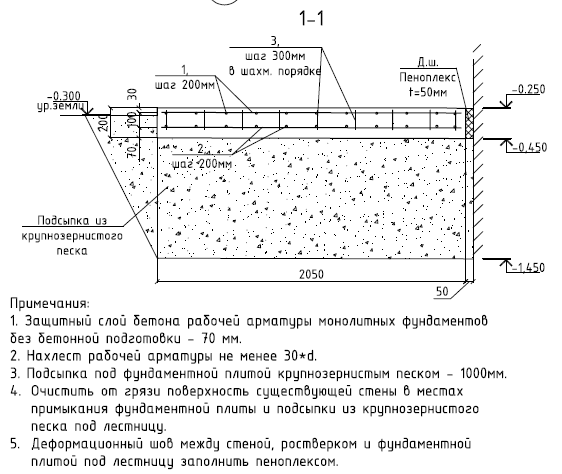 1-1
3,
шаг 300мм
в шахм. порядке
1,
шаг 200мм
Д.ш.
Пеноплекс
t=50мм
-0.300
ур.земли
30
200
100
70
-0.250
-0,450
2,
шаг 200мм
Подсыпка из
крупнозернистого
песка
2050
50
-1,450
Примечания:
1. Защитный слой бетона рабочей арматуры монолитных фундаментов
без бетонной подготовки - 70 мм.
2. Нахлест рабочей арматуры не менее 30*d.
3. Подсыпка под фундаментной плитой крупнозернистым песком - 1000мм.
4. Очистить от грязи поверхность существующей стены в местах
примыкания фундаментной плиты и подсыпки из крупнозернистого
песка под лестницу.
5. Деформационный шов между стеной, ростверком и фундаментной
плитой под лестницу заполнить пеноплексом.